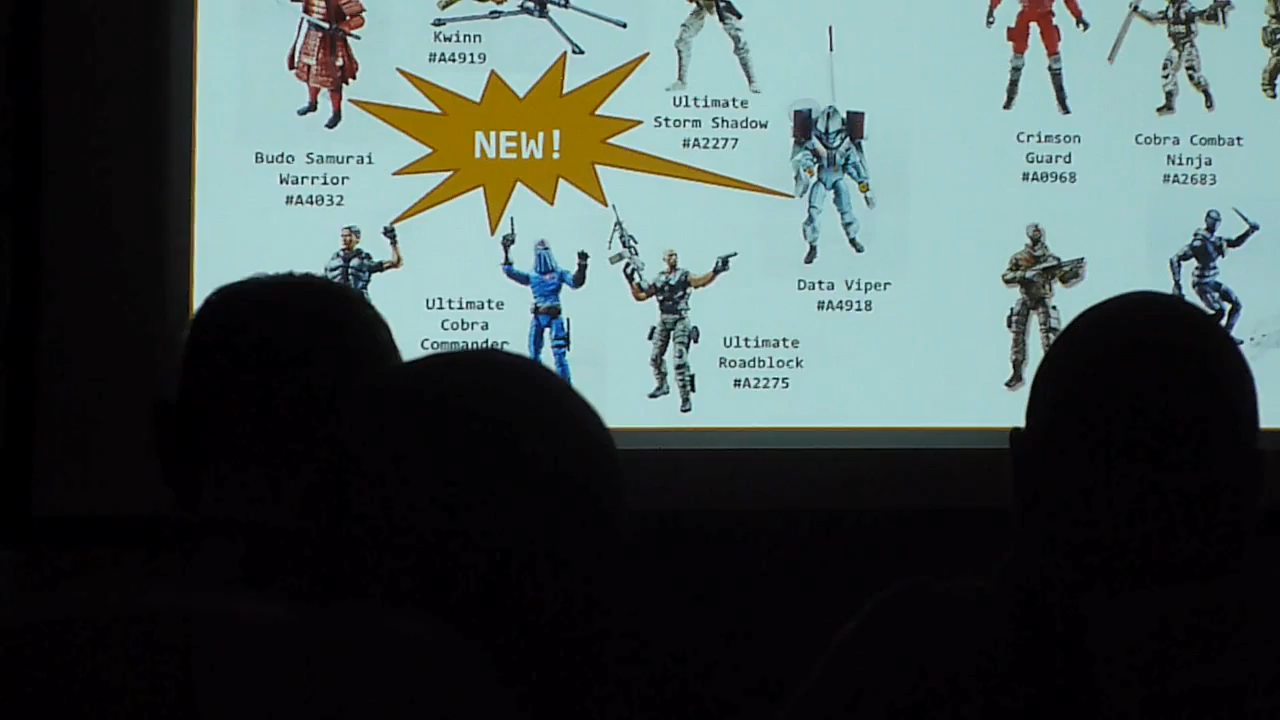 Kwinn
#A4919
NEW!
Ultimate
Storm Shadow
#A2277
Budo Samurai
Warrior
#A4032
Crimson
Guard
#A0968
Cobra Combat
Ninja
#A2683
Data Viper
#A4918
Ultimate
Cobra
Commander
Ultimate
Roadblock
#A2275